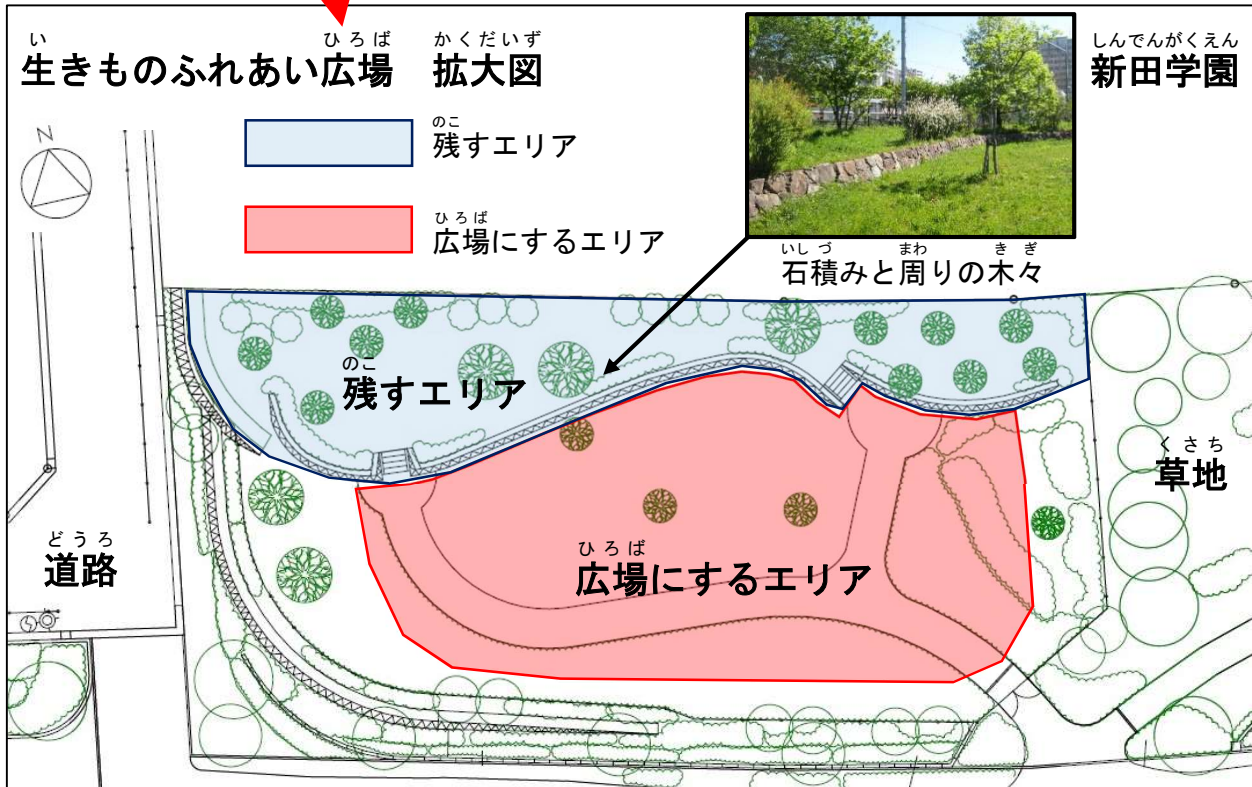 い ひろば かくだいず
生きものふれあい広場 拡大図
しんでんがくえん
新田学園
N
のこ
残すエリア
ひろば
広場にするエリア
いしづ まわ きぎ
石積みと周りの木々
のこ
残すエリア
くさち
草地
どうろ
道路
ひろば
広場にするエリア